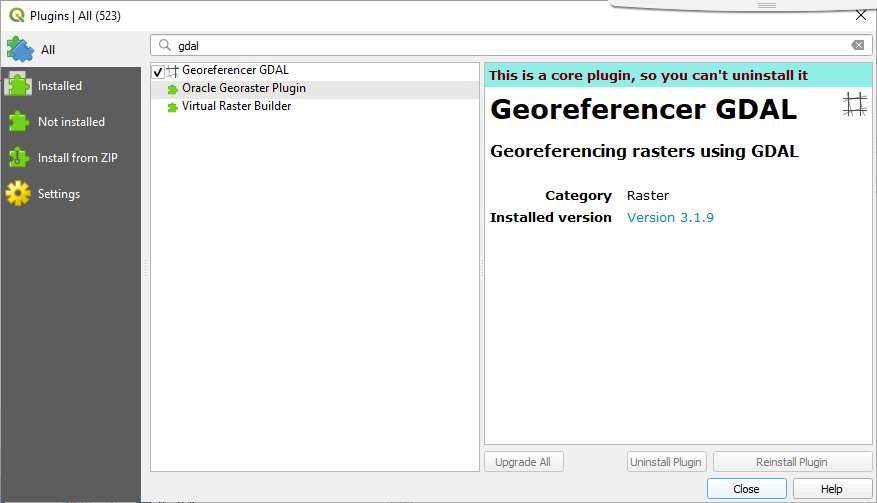 Plugins | All (523)
All
Installed
Not installed
Install from ZIP
Settings
gdal
Georeferencer GDAL
Oracle Georaster Plugin
Virtual Raster Builder
This is a core plugin, so you can't uninstall it
Georeferencer GDAL
Georeferencing rasters using GDAL
Category Raster
Installed version Version 3.1.9
Upgrade All Uninstall Plugin Reinstall Plugin
Close Help